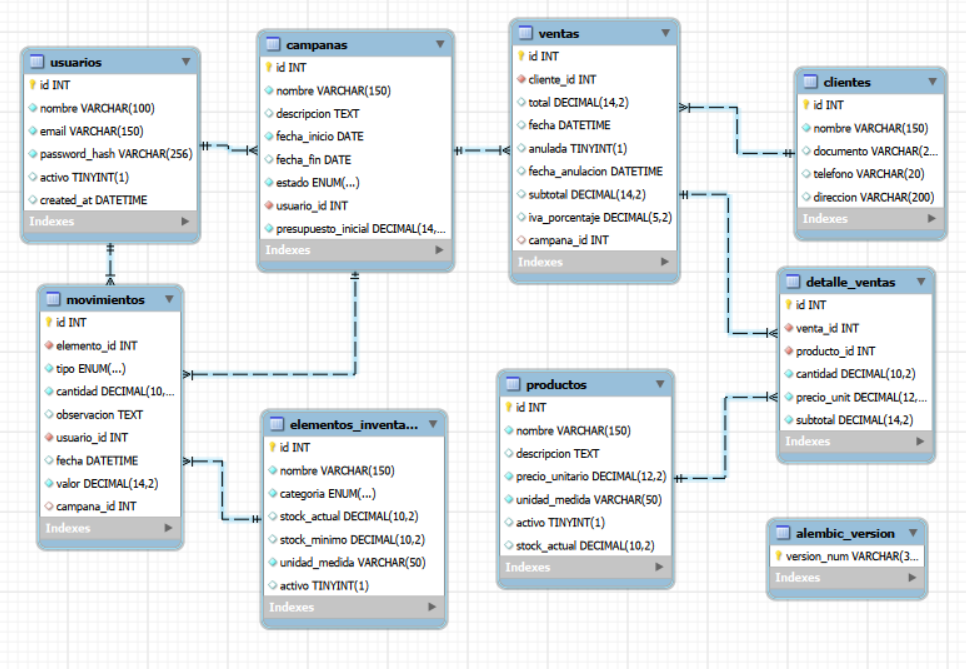 usuarios
id INT
nombre VARCHAR(100)
email VARCHAR(150)
password_hash VARCHAR(256)
activo TINYINT(1)
created_at DATETIME
Indexes
campanas
id INT
nombre VARCHAR(150)
descripcion TEXT
fecha_inicio DATE
fecha_fin DATE
estado ENUM(...)
usuario_id INT
presupuesto_inicial DECIMAL(14,...
Indexes
ventas
id INT
cliente_id INT
total DECIMAL(14,2)
fecha DATETIME
anulada TINYINT(1)
fecha_anulacion DATETIME
subtotal DECIMAL(14,2)
iva_porcentaje DECIMAL(5,2)
campana_id INT
Indexes
clientes
id INT
nombre VARCHAR(150)
documento VARCHAR(2...
telefono VARCHAR(20)
direccion VARCHAR(200)
Indexes
movimientos
id INT
elemento_id INT
tipo ENUM(...)
cantidad DECIMAL(10,...
observacion TEXT
usuario_id INT
fecha DATETIME
valor DECIMAL(14,2)
campana_id INT
Indexes
elementos_inventa...
id INT
nombre VARCHAR(150)
categoria ENUM(...)
stock_actual DECIMAL(10,2)
stock_minimo DECIMAL(10,2)
unidad_medida VARCHAR(50)
activo TINYINT(1)
Indexes
productos
id INT
nombre VARCHAR(150)
descripcion TEXT
precio_unitario DECIMAL(12,2)
unidad_medida VARCHAR(50)
activo TINYINT(1)
stock_actual DECIMAL(10,2)
Indexes
detalle_ventas
id INT
venta_id INT
producto_id INT
cantidad DECIMAL(10,2)
precio_unit DECIMAL(12,...
subtotal DECIMAL(14,2)
Indexes
alembic_version
version_num VARCHAR(3...
Indexes